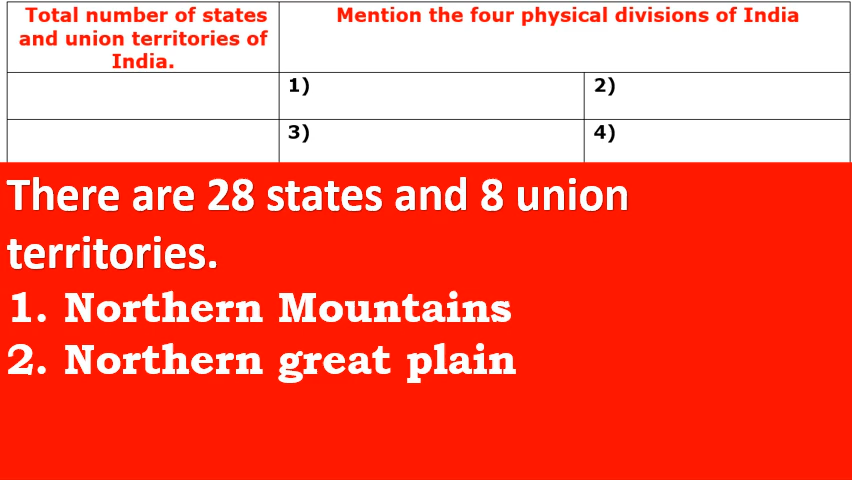 Total number of states
and union territories of
India.
Mention the four physical divisions of India
1)
2)
3)
4)
There are 28 states and 8 union
territories.
1. Northern Mountains
2. Northern great plain